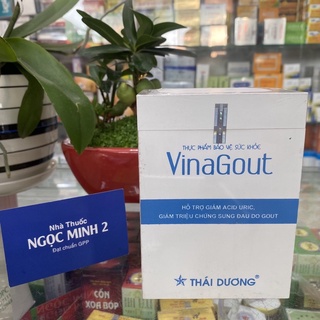 THỰC PHẨM BẢO VỆ SỨC KHỎE
VinaGout
HỖ TRỢ GIẢM ACID URIC,
GIẢM TRIỆU CHỨNG SƯNG ĐAU DO GOUT
THÁI DƯƠNG®
Nhà Thuốc
NGỌC MINH 2
Đạt chuẩn GPP
CỒN
XOA BÓP